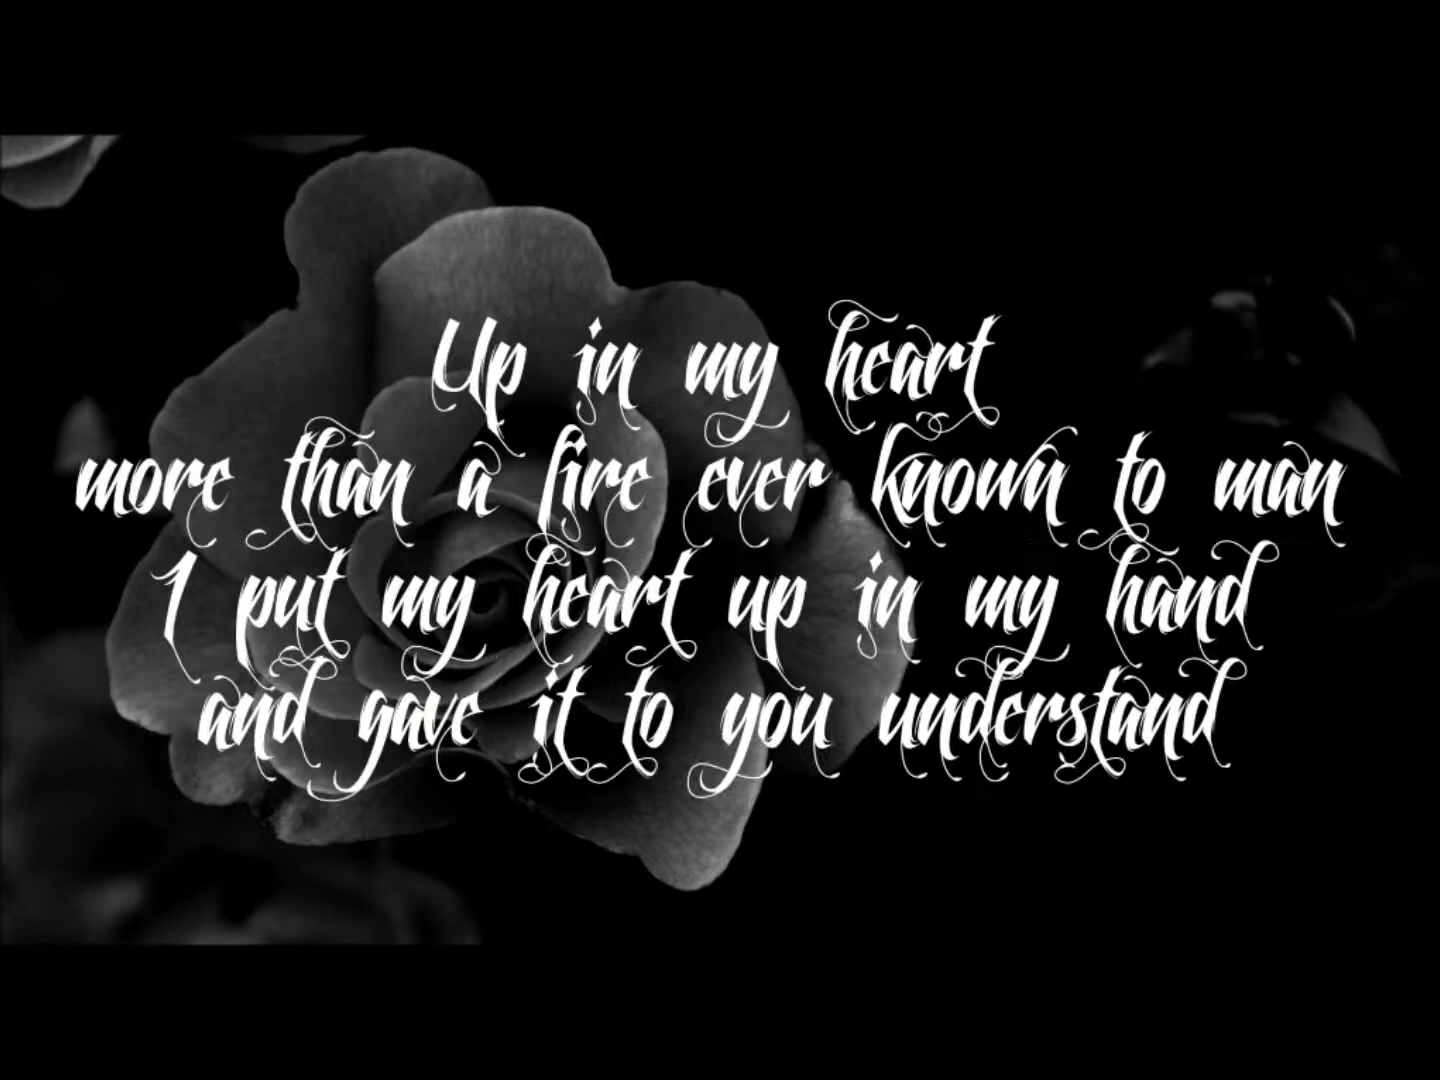 Up in my heart
more than a fire ever known to man
I put my heart up in my hand
and gave it to you understand